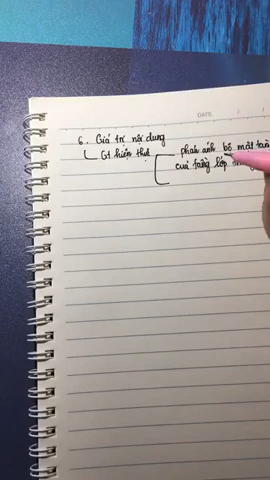 DATE.
6. Giá trị nội dung
GT hiện thực phản ánh bộ mặt
của tầng lớp